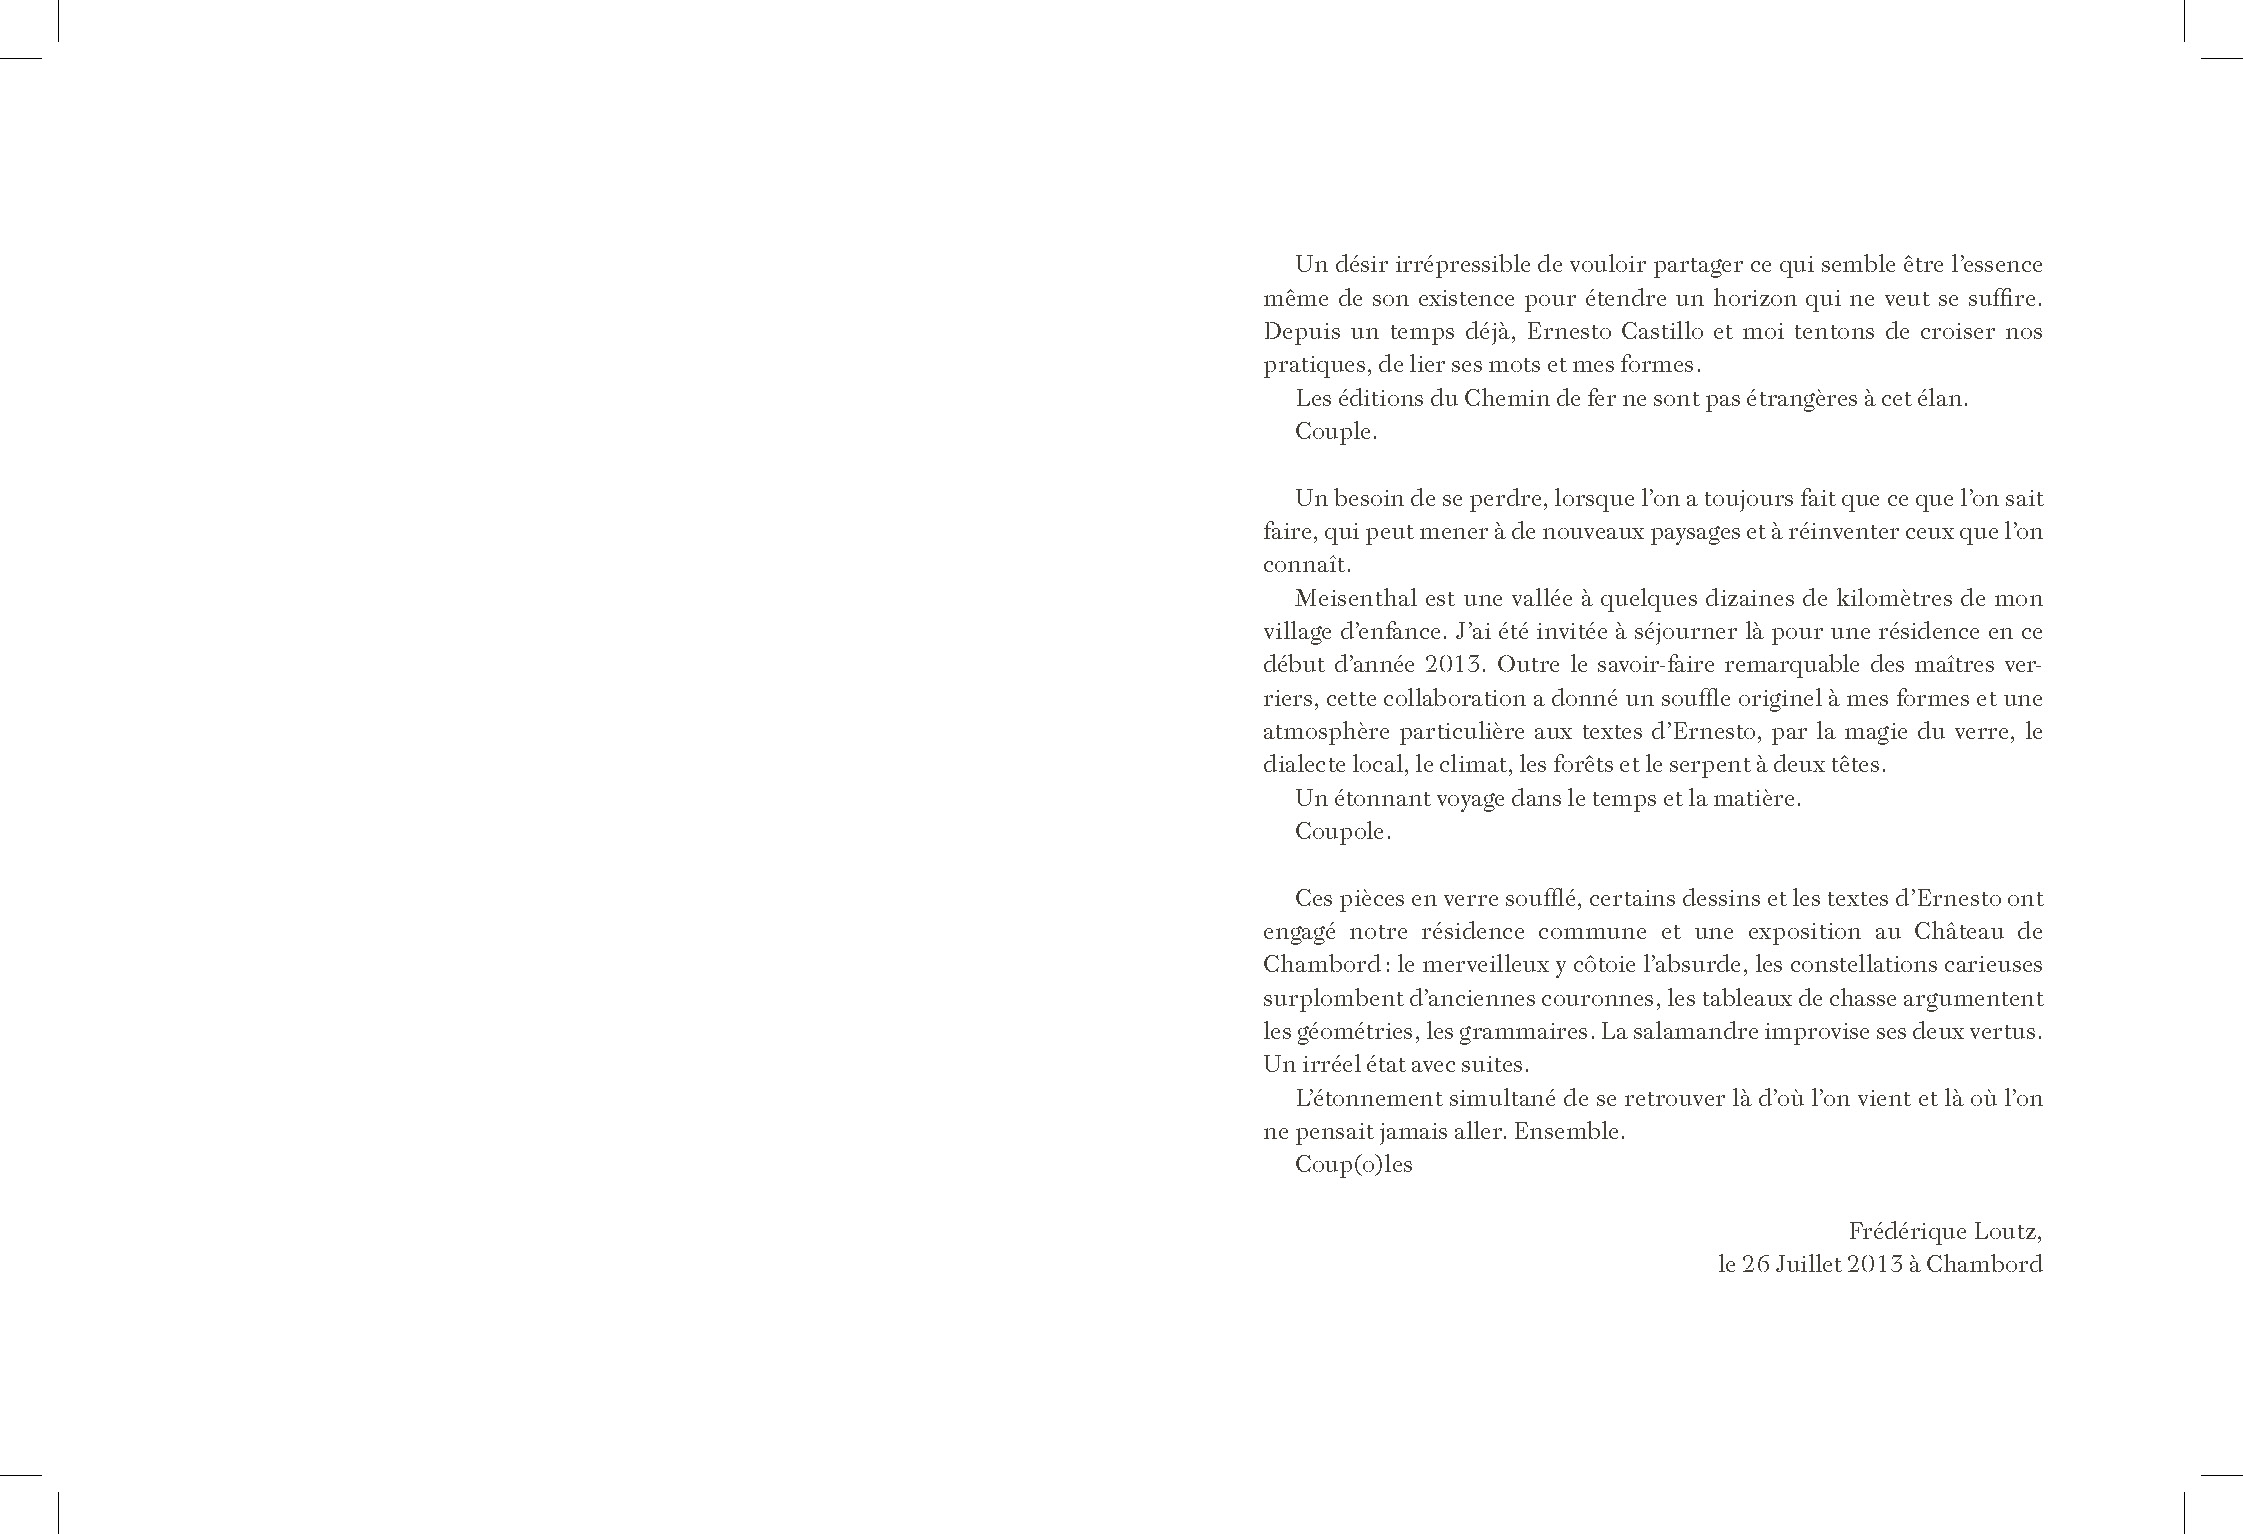 Un désir irrépressible de vouloir partager ce qui semble être l’essence
même de son existence pour étendre un horizon qui ne veut se suffire.
Depuis un temps déjà, Ernesto Castillo et moi tentons de croiser nos
pratiques, de lier ses mots et mes formes.
Les éditions du Chemin de fer ne sont pas étrangères à cet élan.
Couple.
Un besoin de se perdre, lorsque l’on a toujours fait que ce que l’on sait
faire, qui peut mener à de nouveaux paysages et à réinventer ceux que l’on
connaît.
Meisenthal est une vallée à quelques dizaines de kilomètres de mon
village d’enfance. J’ai été invitée à séjourner là pour une résidence en ce
début d’année 2013. Outre le savoir-faire remarquable des maîtres ver-
riers, cette collaboration a donné un souffle originel à mes formes et une
atmosphère particulière aux textes d’Ernesto, par la magie du verre, le
dialecte local, le climat, les forêts et le serpent à deux têtes.
Un étonnant voyage dans le temps et la matière.
Coupole.
Ces pièces en verre soufflé, certains dessins et les textes d’Ernesto ont
engagé notre résidence commune et une exposition au Château de
Chambord : le merveilleux y côtoie l’absurde, les constellations carieuses
surplombent d’anciennes couronnes, les tableaux de chasse argumentent
les géométries, les grammaires. La salamandre improvise ses deux vertus.
Un irréel état avec suites.
L’étonnement simultané de se retrouver là d’où l’on vient et là où l’on
ne pensait jamais aller. Ensemble.
Coup(o)les
Frédérique Loutz,
le 26 Juillet 2013 à Chambord